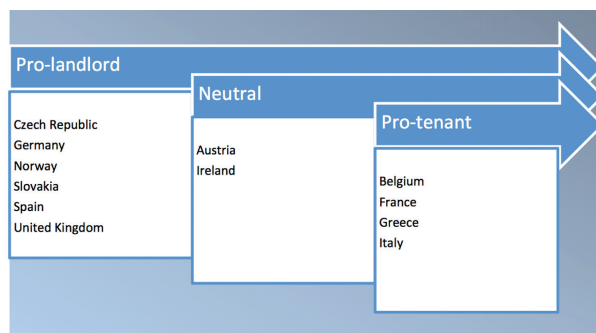 Pro-landlord
Czech Republic
Germany
Norway
Slovakia
Spain
United Kingdom
Neutral
Austria
Ireland
Pro-tenant
Belgium
France
Greece
Italy